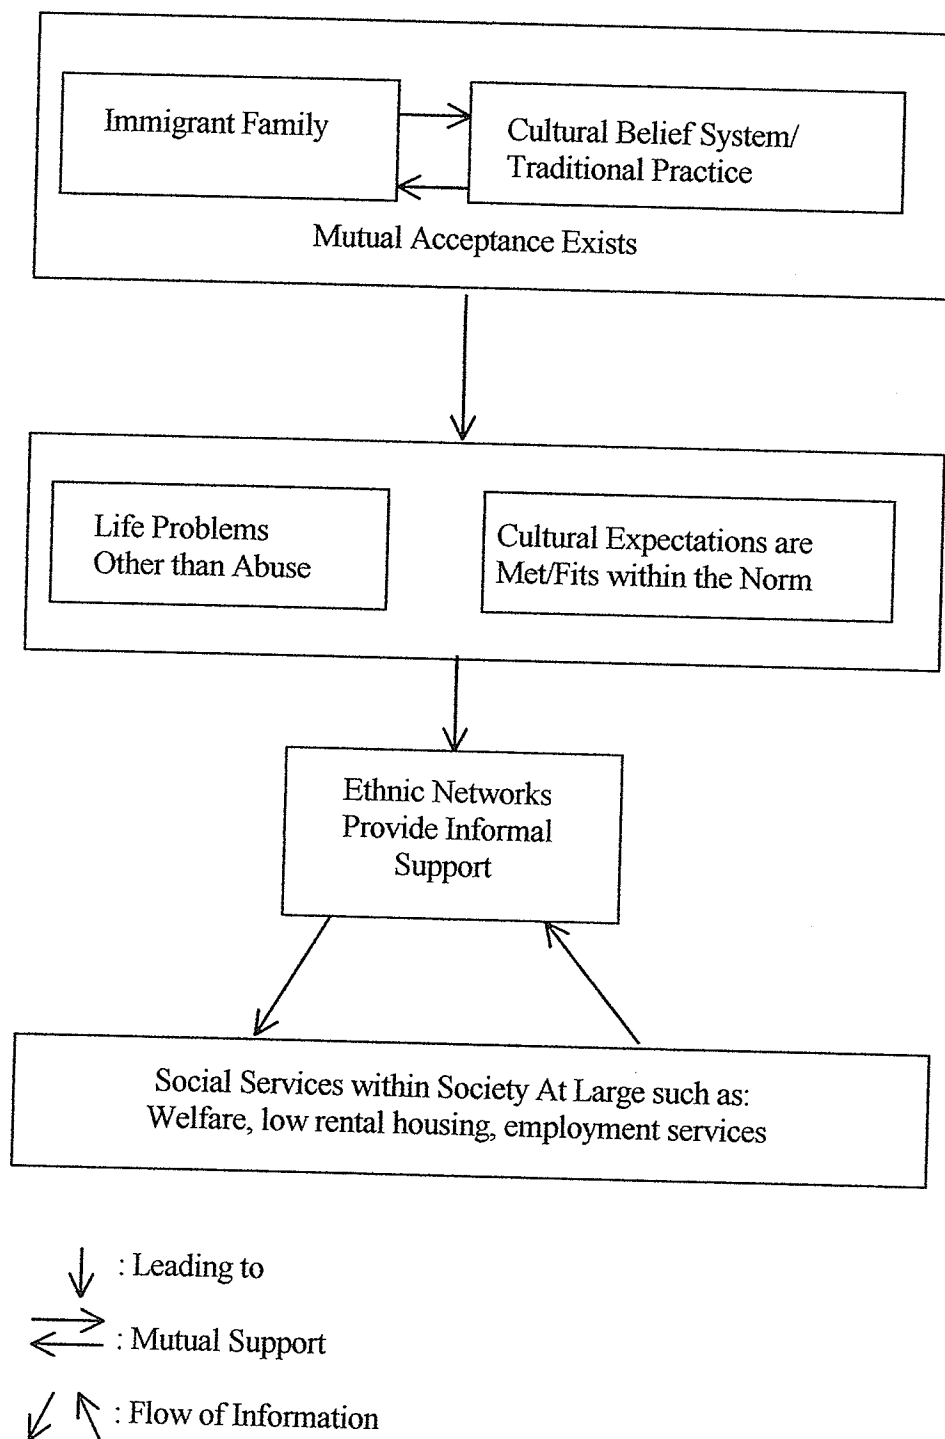 Immigrant Family
Cultural Belief System/
Traditional Practice
Mutual Acceptance Exists
Life Problems
Other than Abuse
Cultural Expectations are
Met/Fits within the Norm
Ethnic Networks
Provide Informal
Support
Social Services within Society At Large such as:
Welfare, low rental housing, employment services
: Leading to
: Mutual Support
: Flow of Information